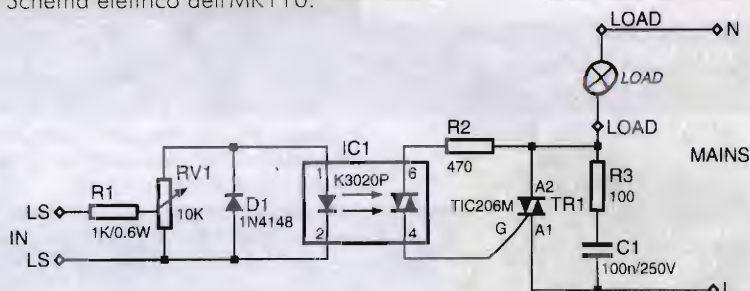 Schema elettrico dell'MK110.
LOAD
N
LOAD
LOAD
MAINS
R2
470
IC1
K3020P
1
6
2
4
RV1
10K
R1
1K/0.6W
LS
IN
LS
D1
1N4148
A2
TIC206M
TR1
G
A1
R3
100
C1
100n/250V
L